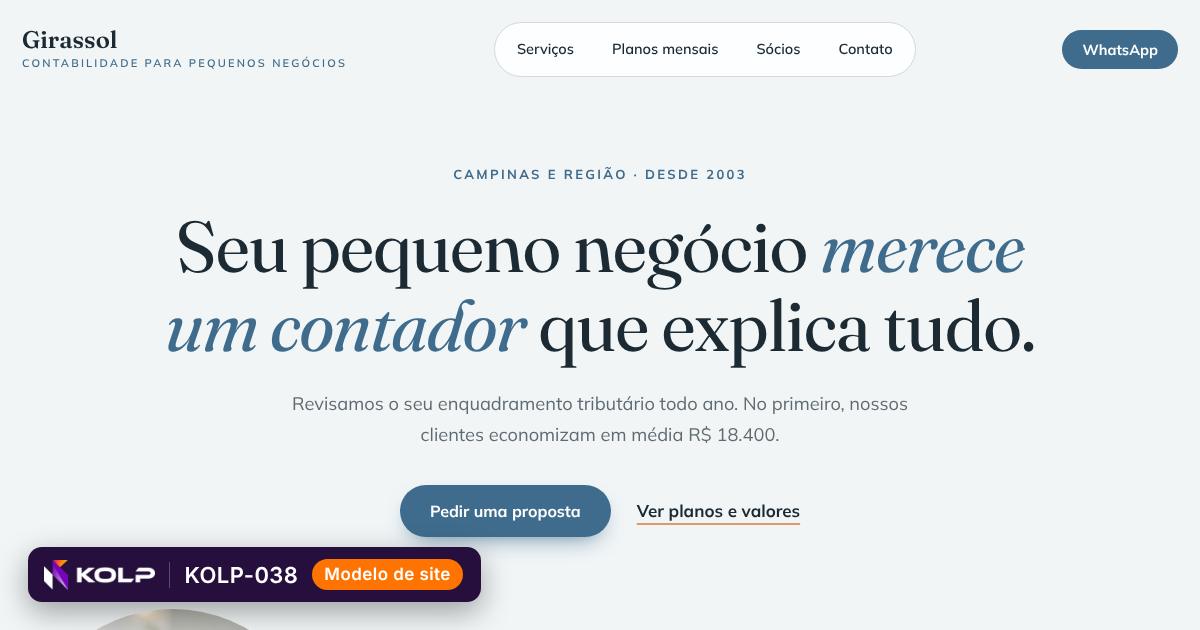 Girassol
CONTABILIDADE PARA PEQUENOS NEGÓCIOS
Serviços
Planos mensais
Sócios
Contato
WhatsApp
CAMPINAS E REGIÃO · DESDE 2003
Seu pequeno negócio merece
um contador que explica tudo.
Revisamos o seu enquadramento tributário todo ano. No primeiro, nossos
clientes economizam em média R$ 18.400.
Pedir uma proposta
Ver planos e valores
KOLP
KOLP-038
Modelo de site